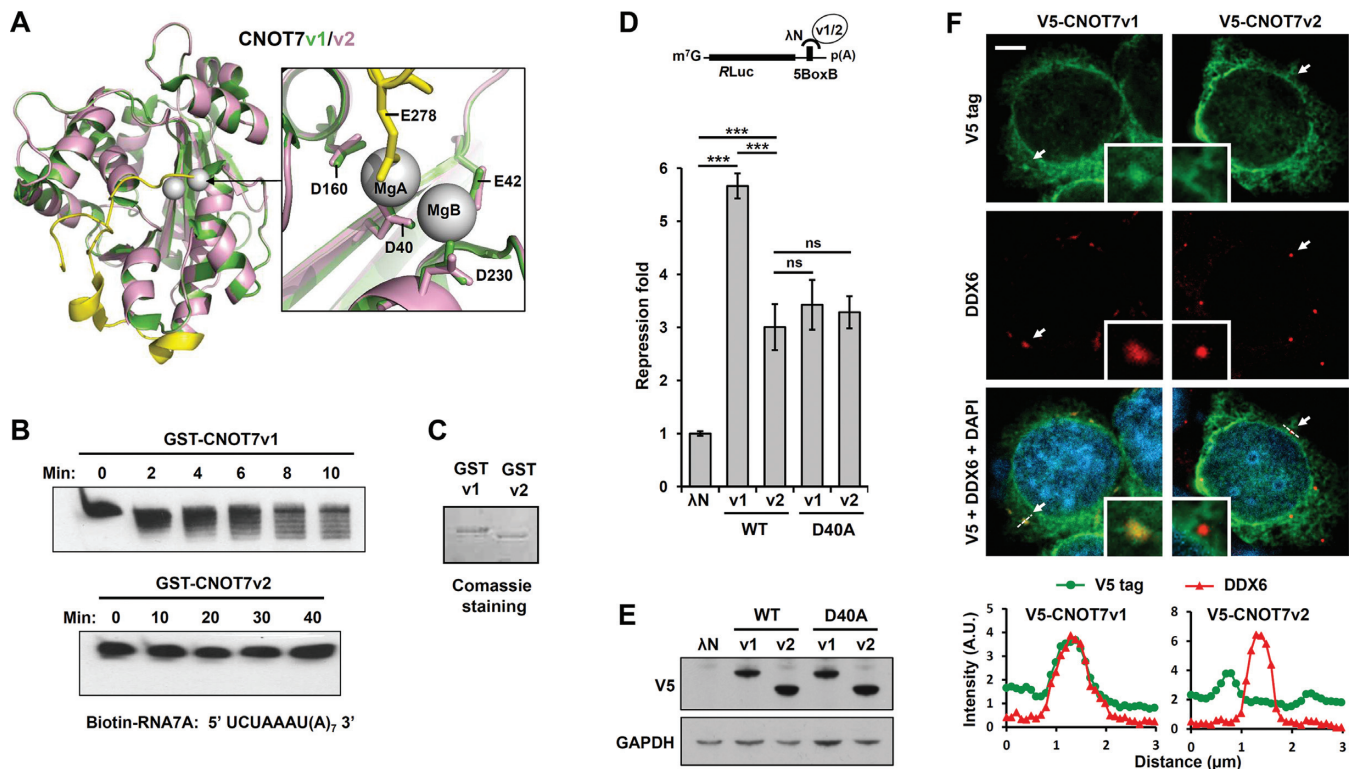 A
CNOT7v1/v2
E278
D160
MgA
E42
MgB
D40
D230
B
GST-CNOT7v1
Min: 0 2 4 6 8 10
GST-CNOT7v2
Min: 0 10 20 30 40
Biotin-RNA7A: 5' UCUAAAU(A)7 3'
C
GST GST
v1 v2
Comassie
staining
D
λN v1/2
m7G p(A)
RLuc 5BoxB
***
*** ***
ns
ns
Repression fold
6
5
4
3
2
1
0
λN v1 v2 v1 v2
WT D40A
E
WT D40A
λN v1 v2 v1 v2
V5
GAPDH
F
V5-CNOT7v1 V5-CNOT7v2
V5 tag
DDX6
V5 + DDX6 + DAPI
V5 tag DDX6
V5-CNOT7v1 V5-CNOT7v2
Intensity (A.U.)
5
4
3
2
1
0
8
6
4
2
0
0 1 2 3 0 1 2 3
Distance (μm)